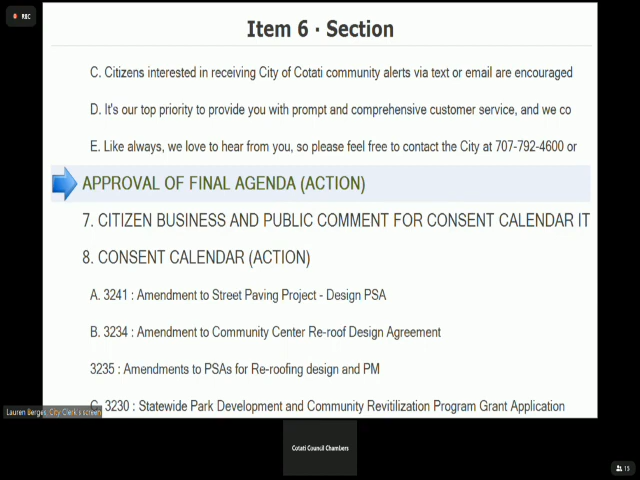 REC
Item 6 · Section
C. Citizens interested in receiving City of Cotati community alerts via text or email are encouraged
D. It's our top priority to provide you with prompt and comprehensive customer service, and we co
E. Like always, we love to hear from you, so please feel free to contact the City at 707-792-4600 or
APPROVAL OF FINAL AGENDA (ACTION)
7. CITIZEN BUSINESS AND PUBLIC COMMENT FOR CONSENT CALENDAR IT
8. CONSENT CALENDAR (ACTION)
A. 3241 : Amendment to Street Paving Project - Design PSA
B. 3234 : Amendment to Community Center Re-roof Design Agreement
3235 : Amendments to PSAs for Re-roofing design and PM
C. 3230 : Statewide Park Development and Community Revitilization Program Grant Application
Lauren Berges, City Clerk's screen
Cotati Council Chambers
15